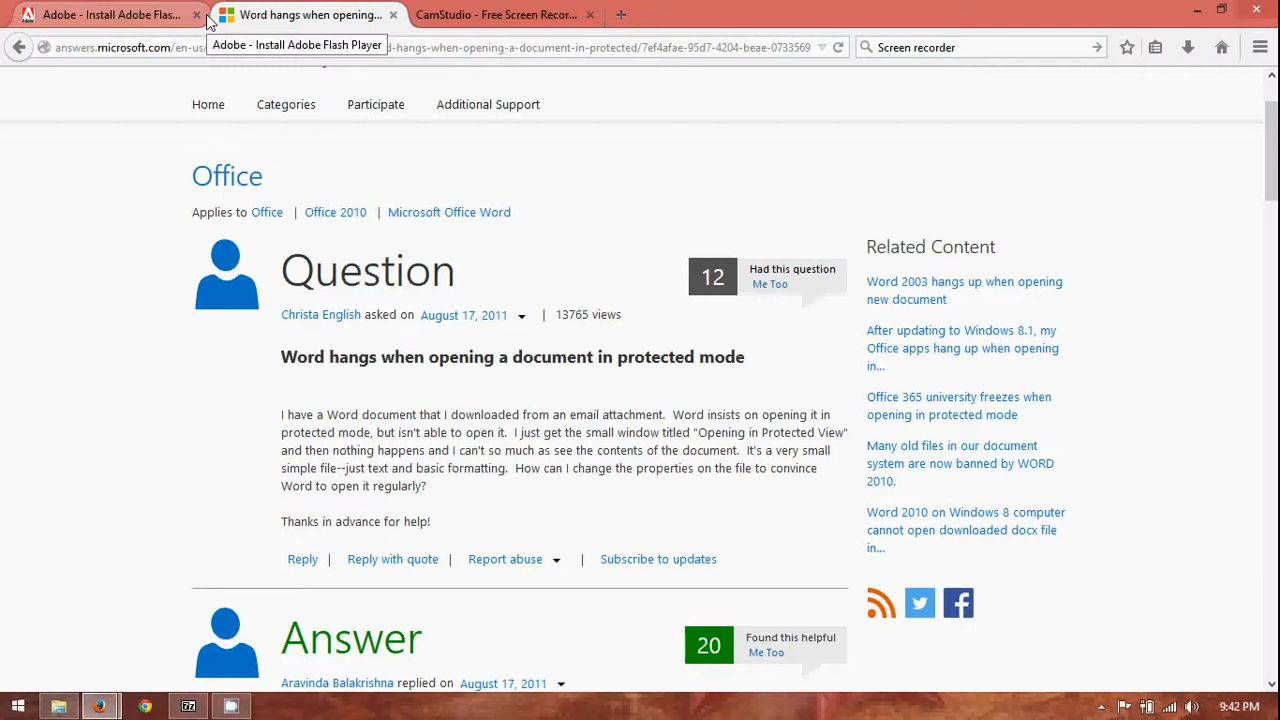 Adobe - Install Adobe Flas...
Word hangs when opening...
CamStudio - Free Screen Recor...
Adobe - Install Adobe Flash Player
answers.microsoft.com/en-us/
d-hangs-when-opening-a-document-in-protected/7ef4afae-95d7-4204-beae-0733569
Screen recorder
Home
Categories
Participate
Additional Support
Office
Applies to Office | Office 2010 | Microsoft Office Word
Question
12
Had this question
Me Too
Christa English asked on August 17, 2011 | 13765 views
Word hangs when opening a document in protected mode
I have a Word document that I downloaded from an email attachment. Word insists on opening it in
protected mode, but isn't able to open it. I just get the small window titled "Opening in Protected View"
and then nothing happens and I can't so much as see the contents of the document. It's a very small
simple file--just text and basic formatting. How can I change the properties on the file to convince
Word to open it regularly?
Thanks in advance for help!
Reply | Reply with quote | Report abuse | Subscribe to updates
Answer
20
Found this helpful
Me Too
Aravinda Balakrishna replied on August 17, 2011
Related Content
Word 2003 hangs up when opening
new document
After updating to Windows 8.1, my
Office apps hang up when opening
in...
Office 365 university freezes when
opening in protected mode
Many old files in our document
system are now banned by WORD
2010.
Word 2010 on Windows 8 computer
cannot open downloaded docx file
in...
Zz
9:42 PM